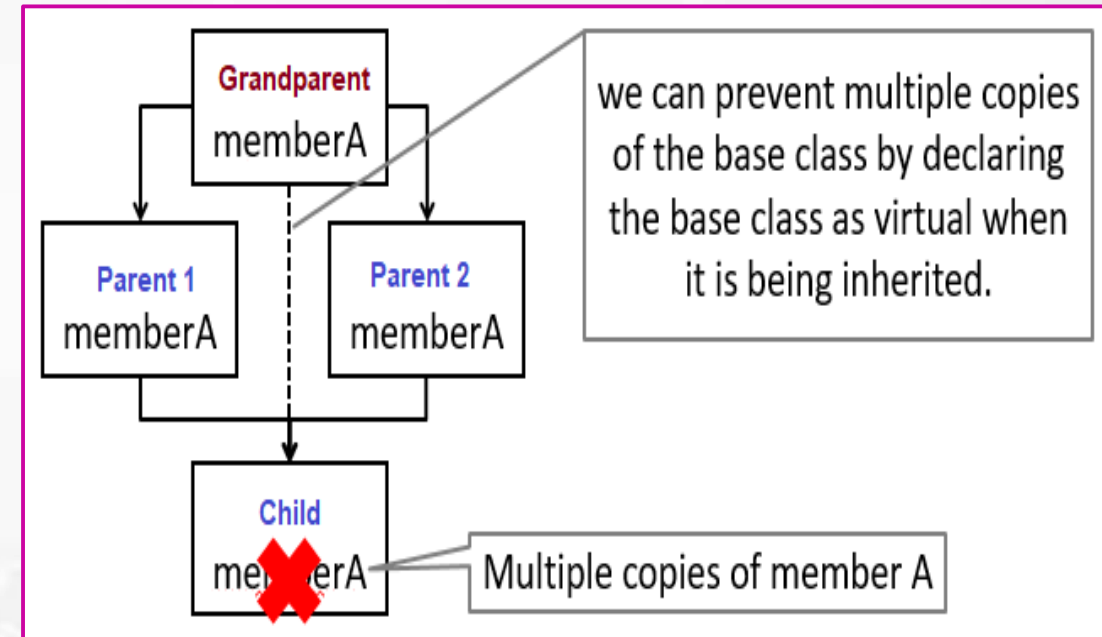 Grandparent
memberA
we can prevent multiple copies
of the base class by declaring
the base class as virtual when
it is being inherited.
Parent 1
memberA
Parent 2
memberA
Child
memberA
Multiple copies of member A